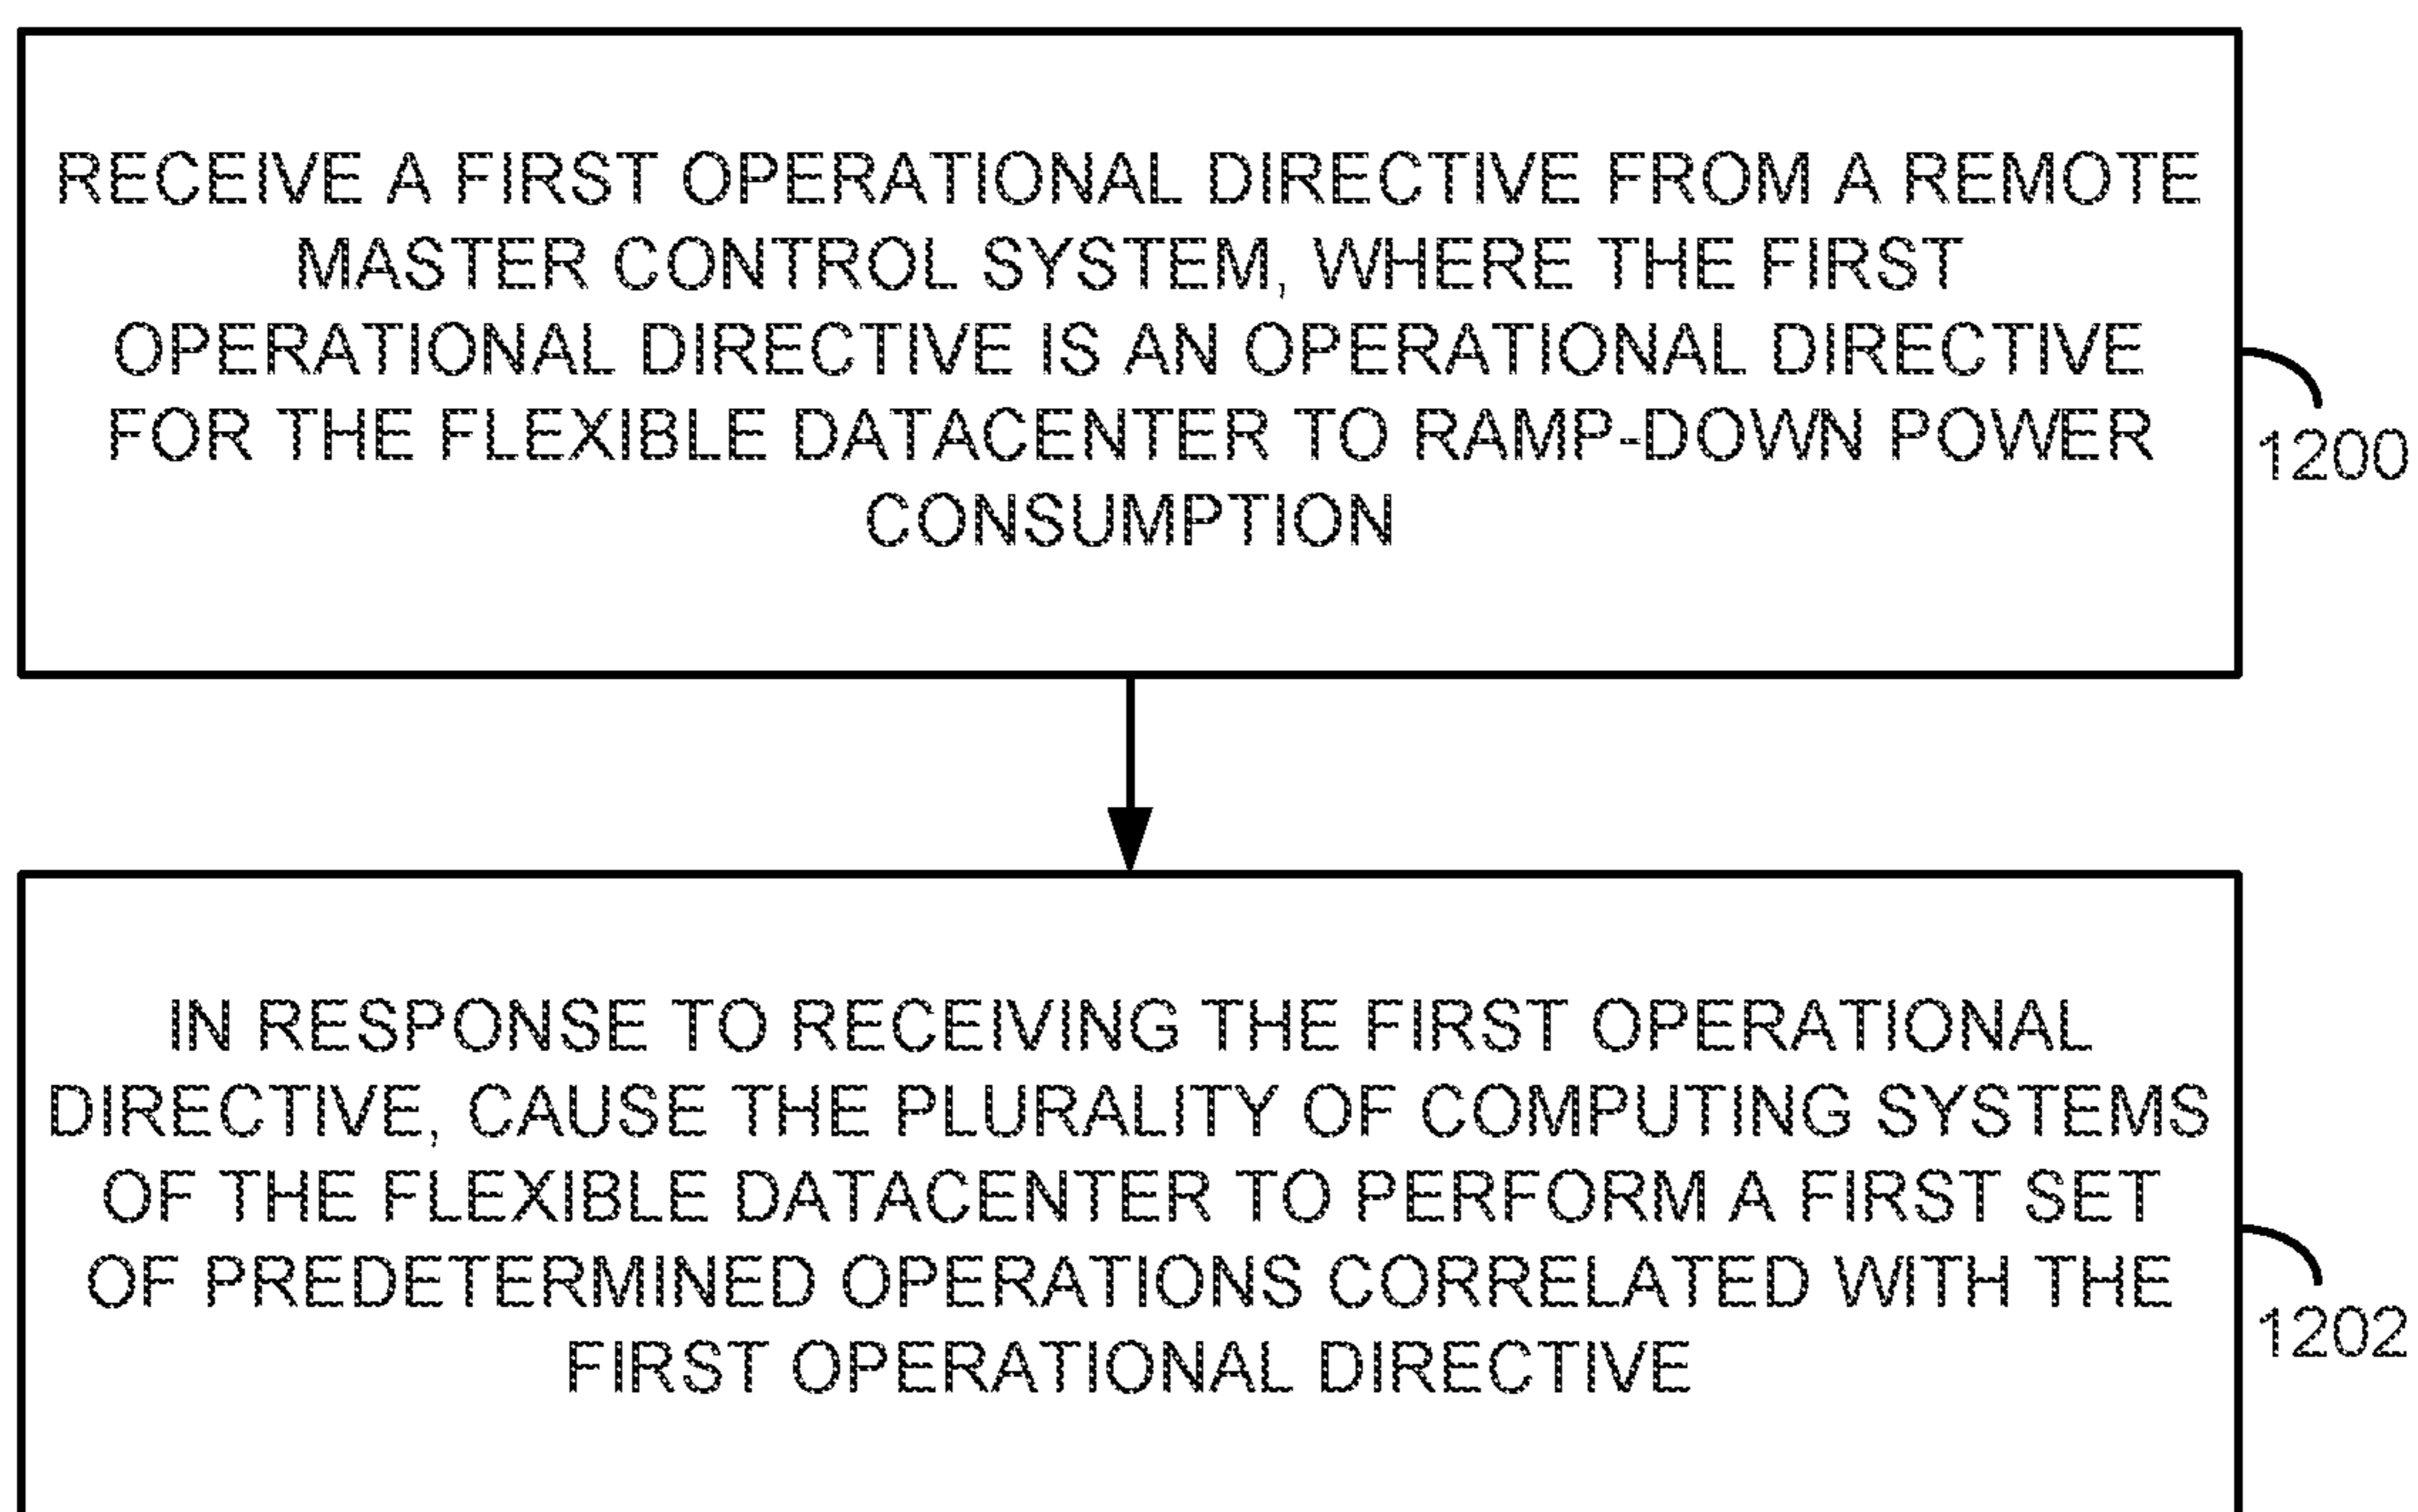 RECEIVE A FIRST OPERATIONAL DIRECTIVE FROM A REMOTE
MASTER CONTROL SYSTEM, WHERE THE FIRST
OPERATIONAL DIRECTIVE IS AN OPERATIONAL DIRECTIVE
FOR THE FLEXIBLE DATACENTER TO RAMP-DOWN POWER
CONSUMPTION
1200
IN RESPONSE TO RECEIVING THE FIRST OPERATIONAL
DIRECTIVE, CAUSE THE PLURALITY OF COMPUTING SYSTEMS
OF THE FLEXIBLE DATACENTER TO PERFORM A FIRST SET
OF PREDETERMINED OPERATIONS CORRELATED WITH THE
FIRST OPERATIONAL DIRECTIVE
1202